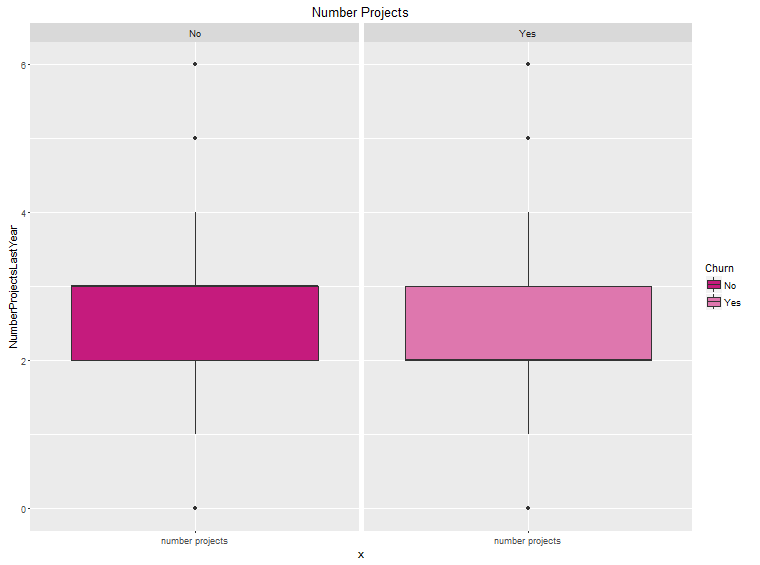 Number Projects
No
Yes
NumberProjectsLastYear
6
4
2
0
number projects
number projects
x
Churn
No
Yes